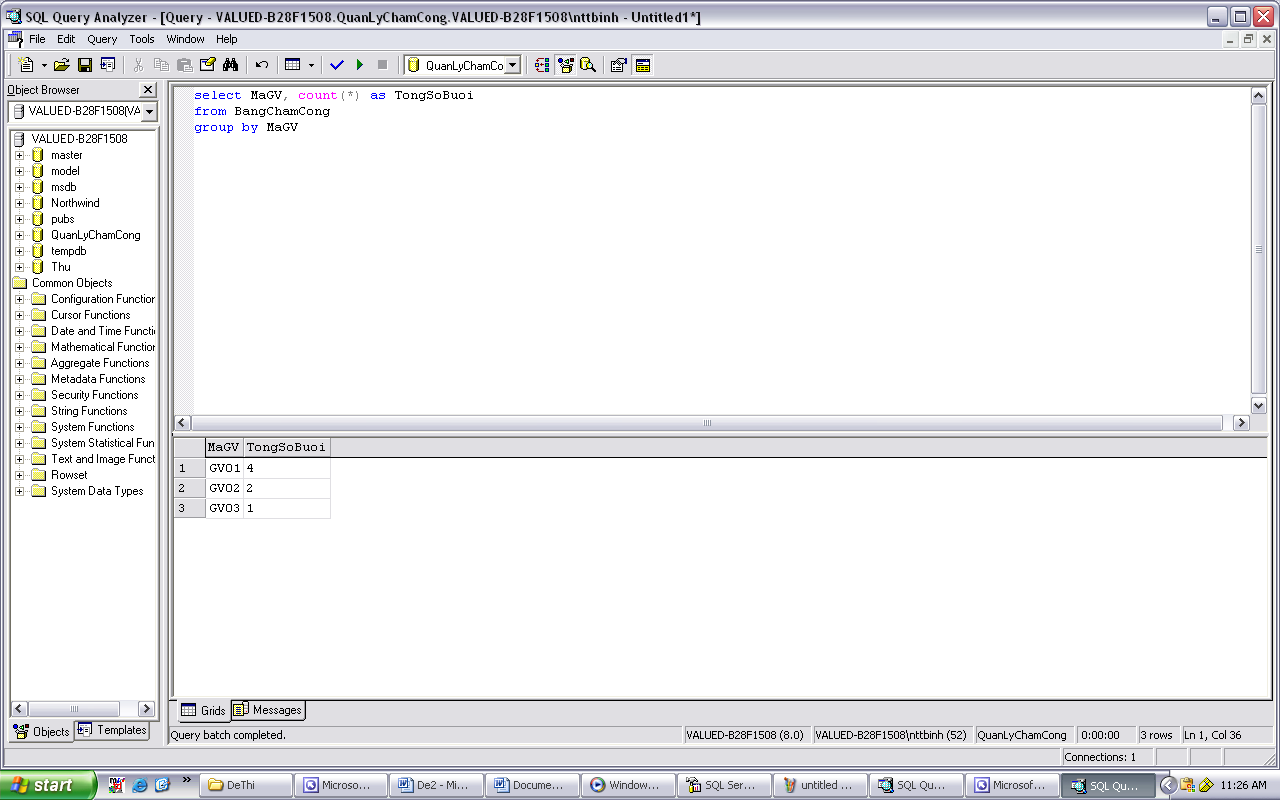 SQL Query Analyzer - [Query - VALUED-B28F1508.QuanLyChamCong.VALUED-B28F1508\nttbinh - Untitled1*]
File Edit Query Tools Window Help
QuanLyChamCo
Object Browser
VALUED-B28F1508(VA
VALUED-B28F1508
master
model
msdb
Northwind
pubs
QuanLyChamCong
tempdb
Thu
Common Objects
Configuration Function
Cursor Functions
Date and Time Functi
Mathematical Function
Aggregate Functions
Metadata Functions
Security Functions
String Functions
System Functions
System Statistical Fun
Text and Image Funct
Rowset
System Data Types
Objects Templates
select MaGV, count(*) as TongSoBuoi
from BangChamCong
group by MaGV
MaGV TongSoBuoi
1 GV01 4
2 GV02 2
3 GV03 1
Grids Messages
Query batch completed. VALUED-B28F1508 (8.0) VALUED-B28F1508\nttbinh (52) QuanLyChamCong 0:00:00 3 rows Ln 1, Col 36
Connections: 1
start DeThi Microso... De2 - Mi... Docume... Window... SQL Ser... untitled ... SQL Qu... Microsof... SQL Qu... 11:26 AM